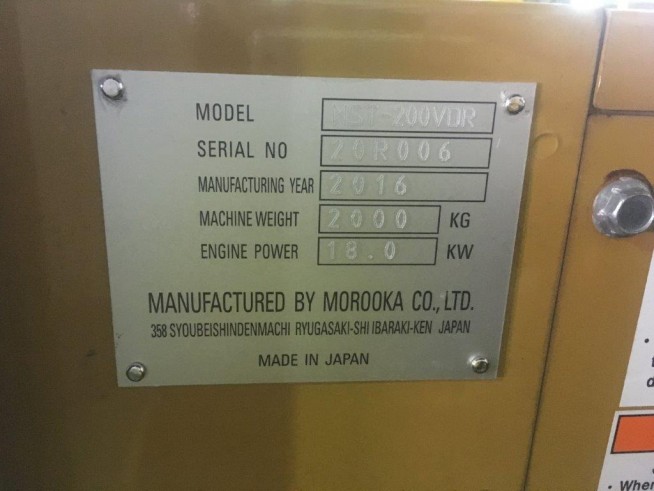 MODEL MST-200VDR
SERIAL NO 20R006
MANUFACTURING YEAR 2016
MACHINE WEIGHT 2000 KG
ENGINE POWER 18.0 KW
MANUFACTURED BY MOROOKA CO., LTD.
358 SYOUBEISHINDENMACHI RYUGASAKI-SHI IBARAKI-KEN JAPAN
MADE IN JAPAN